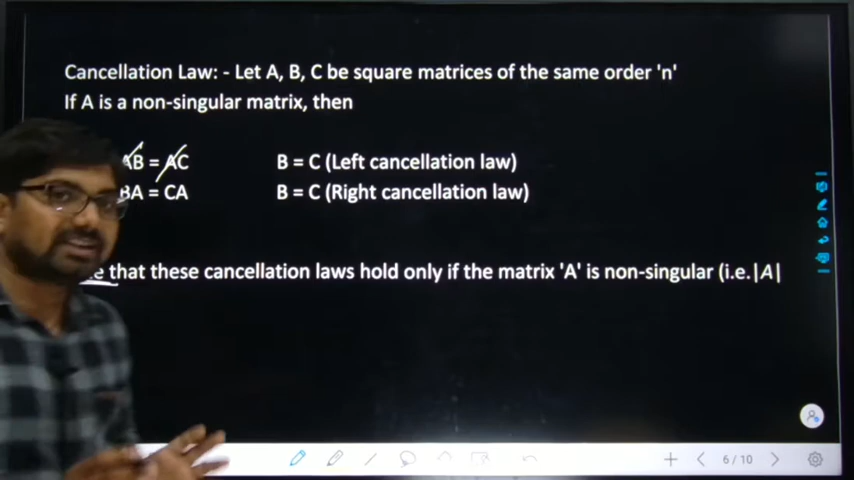 Cancellation Law: - Let A, B, C be square matrices of the same order 'n'
If A is a non-singular matrix, then
AB = AC B = C (Left cancellation law)
BA = CA B = C (Right cancellation law)
that these cancellation laws hold only if the matrix 'A' is non-singular (i.e.|A|
6 / 10